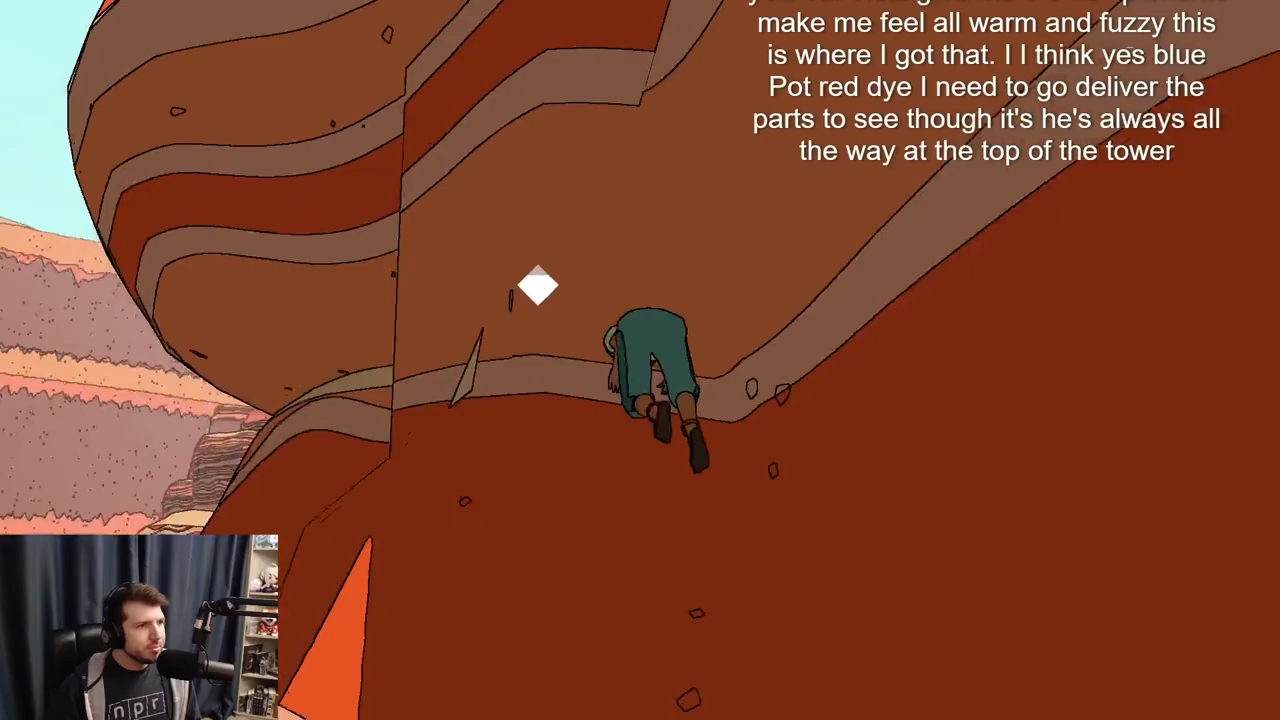 make me feel all warm and fuzzy this
is where I got that. I I think yes blue
Pot red dye I need to go deliver the
parts to see though it's he's always all
the way at the top of the tower
npr